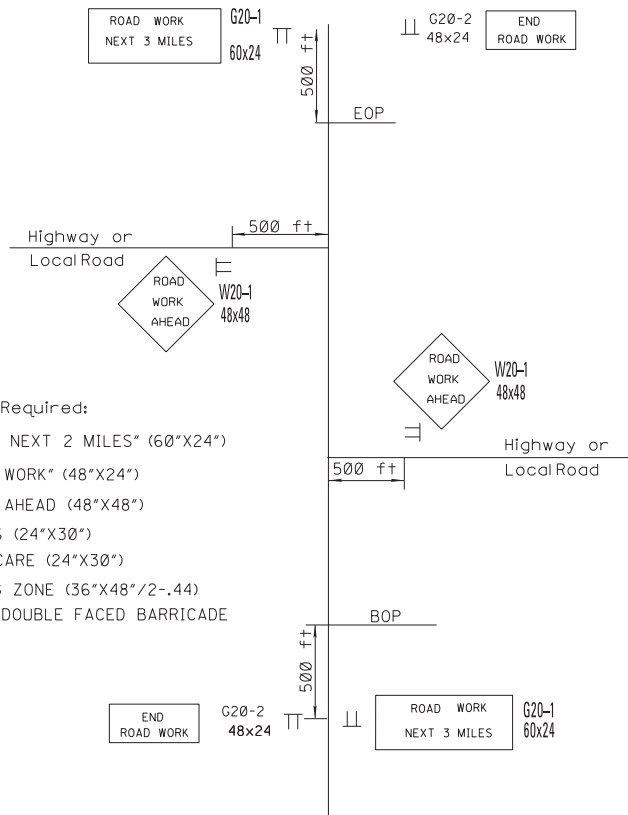 ROAD WORK
NEXT 3 MILES
G20-1
60x24
G20-2
48x24
END
ROAD WORK
500 ft
EOP
500 ft
Highway or
Local Road
ROAD
WORK
AHEAD
W20-1
48x48
ROAD
WORK
AHEAD
W20-1
48x48
Required:
NEXT 2 MILES" (60"X24")
WORK" (48"X24")
AHEAD (48"X48")
(24"X30")
CARE (24"X30")
ZONE (36"X48"/2-.44)
DOUBLE FACED BARRICADE
Highway or
Local Road
500 ft
BOP
500 ft
END
ROAD WORK
G20-2
48x24
ROAD WORK
NEXT 3 MILES
G20-1
60x24